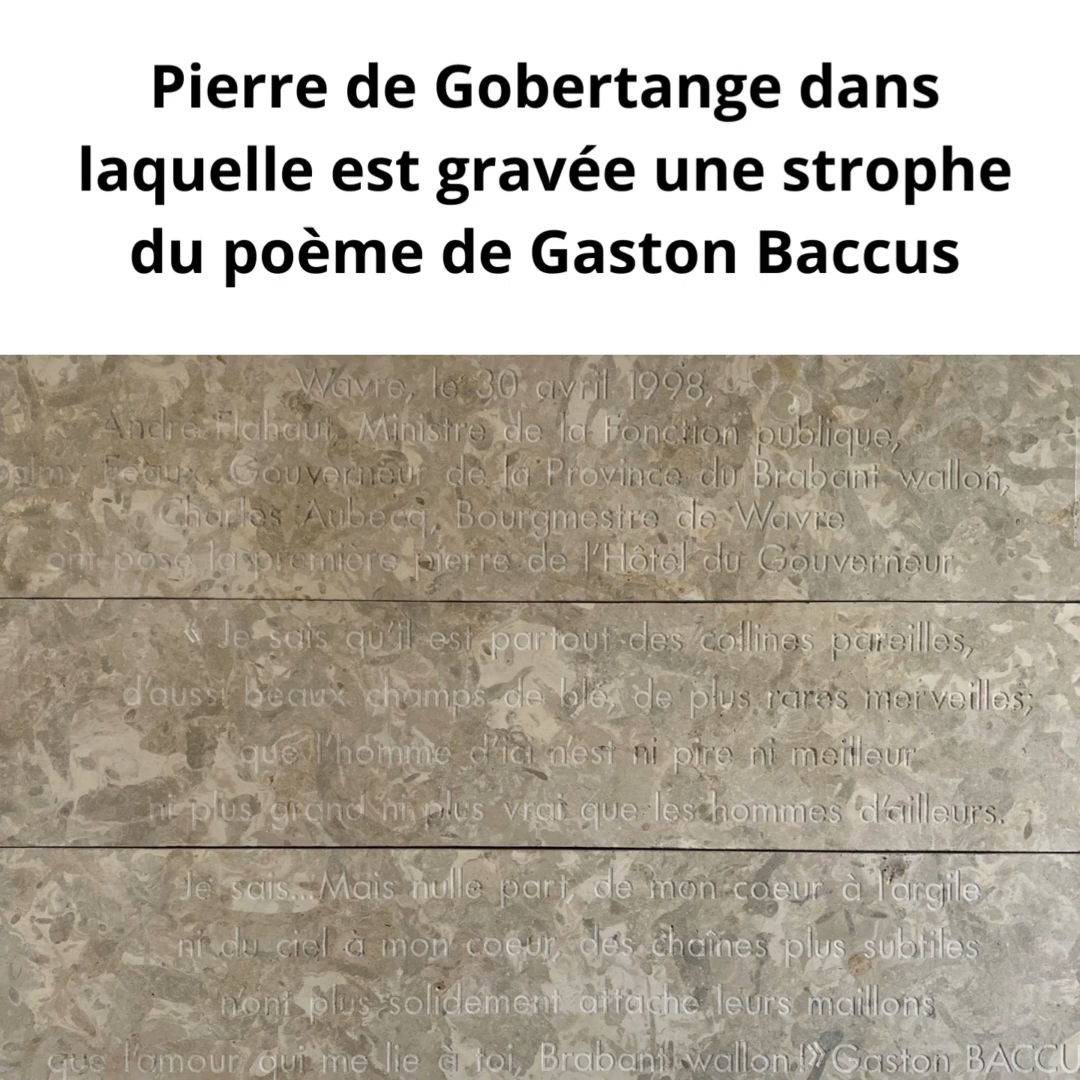 Pierre de Gobertange dans
laquelle est gravée une strophe
du poème de Gaston Baccus
Wavre, le 30 avril 1998,
André Flahaut, Ministre de la Fonction publique,
Feaux, Gouverneur de la Province du Brabant wallon,
Charles Aubecq, Bourgmestre de Wavre
ont posé la première pierre de l'Hôtel du Gouverneur
« Je sais qu'il est partout des collines pareilles,
d'aussi beaux champs de blé, de plus rares merveilles;
que l'homme d'ici n'est ni pire ni meilleur
ni plus grand ni plus vrai que les hommes d'ailleurs.
Je sais...Mais nulle part, de mon coeur à l'argile
ni du ciel à mon coeur, des chaînes plus subtiles
n'ont plus solidement attaché leurs maillons
que l'amour qui me lie à toi, Brabant wallon!» Gaston BACCU